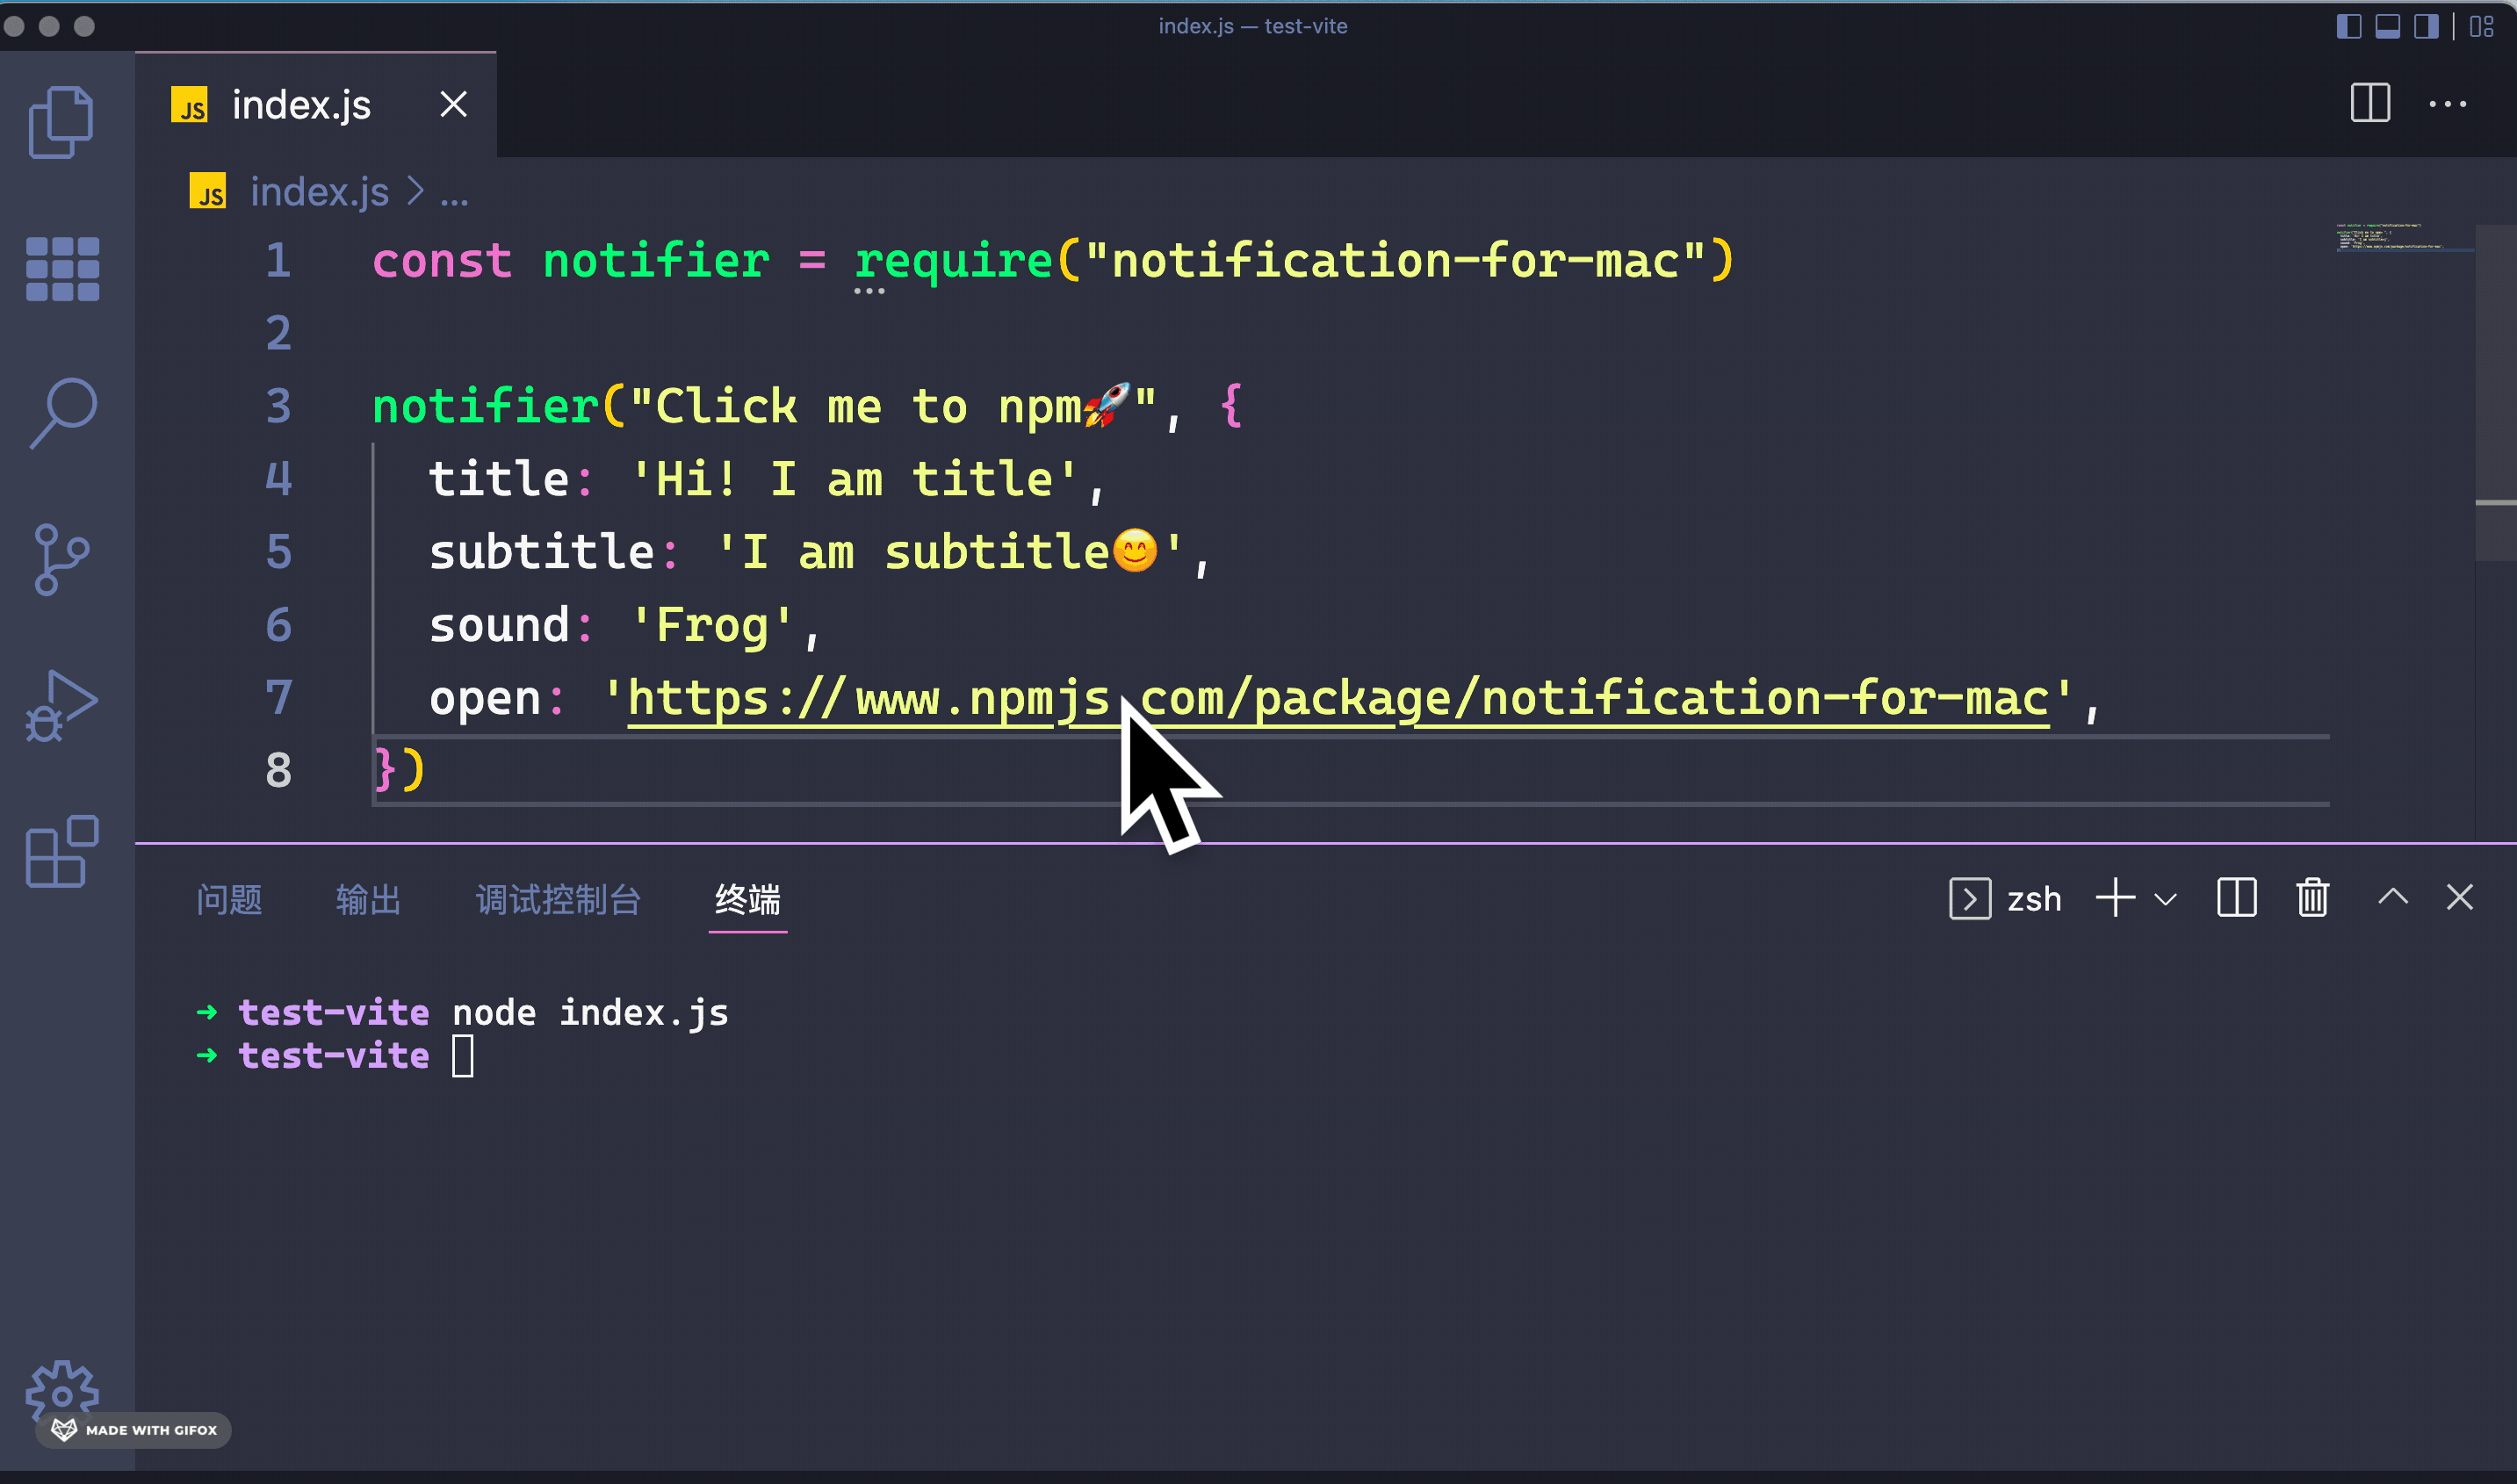 index.js — test-vite
JS index.js
JS index.js > ...
1 const notifier = require("notification-for-mac")
2
3 notifier("Click me to npm🚀", {
4 title: 'Hi! I am title',
5 subtitle: 'I am subtitle😊',
6 sound: 'Frog',
7 open: 'https://www.npmjs.com/package/notification-for-mac',
8 })
问题 输出 调试控制台 终端 zsh
→ test-vite node index.js
→ test-vite
MADE WITH GIFOX